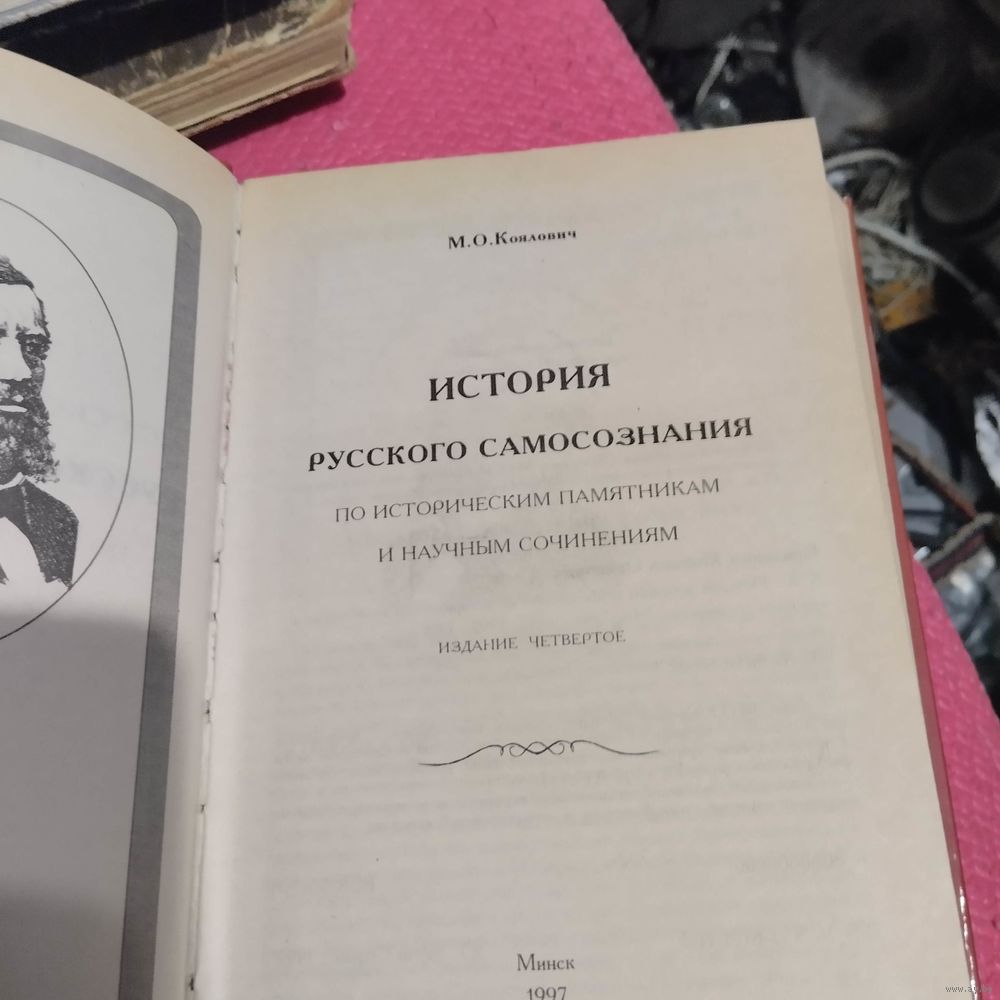 М.О.Коялович
ИСТОРИЯ
РУССКОГО САМОСОЗНАНИЯ
ПО ИСТОРИЧЕСКИМ ПАМЯТНИКАМ
И НАУЧНЫМ СОЧИНЕНИЯМ
ИЗДАНИЕ ЧЕТВЕРТОЕ
Минск
1997